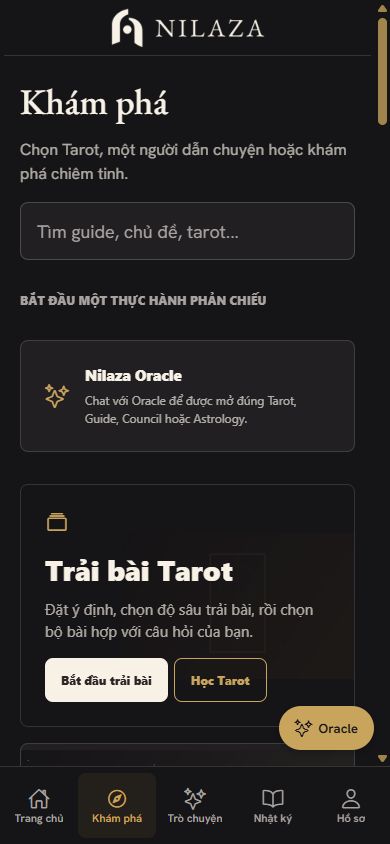 NILAZA
Khám phá
Chọn Tarot, một người dẫn chuyện hoặc khám
phá chiêm tinh.
Tìm guide, chủ đề, tarot...
BẮT ĐẦU MỘT THỰC HÀNH PHẢN CHIẾU
Nilaza Oracle
Chat với Oracle để được mở đúng Tarot,
Guide, Council hoặc Astrology.
Trải bài Tarot
Đặt ý định, chọn độ sâu trải bài, rồi chọn
bộ bài hợp với câu hỏi của bạn.
Bắt đầu trải bài
Học Tarot
Oracle
Trang chủ
Khám phá
Trò chuyện
Nhật ký
Hồ sơ